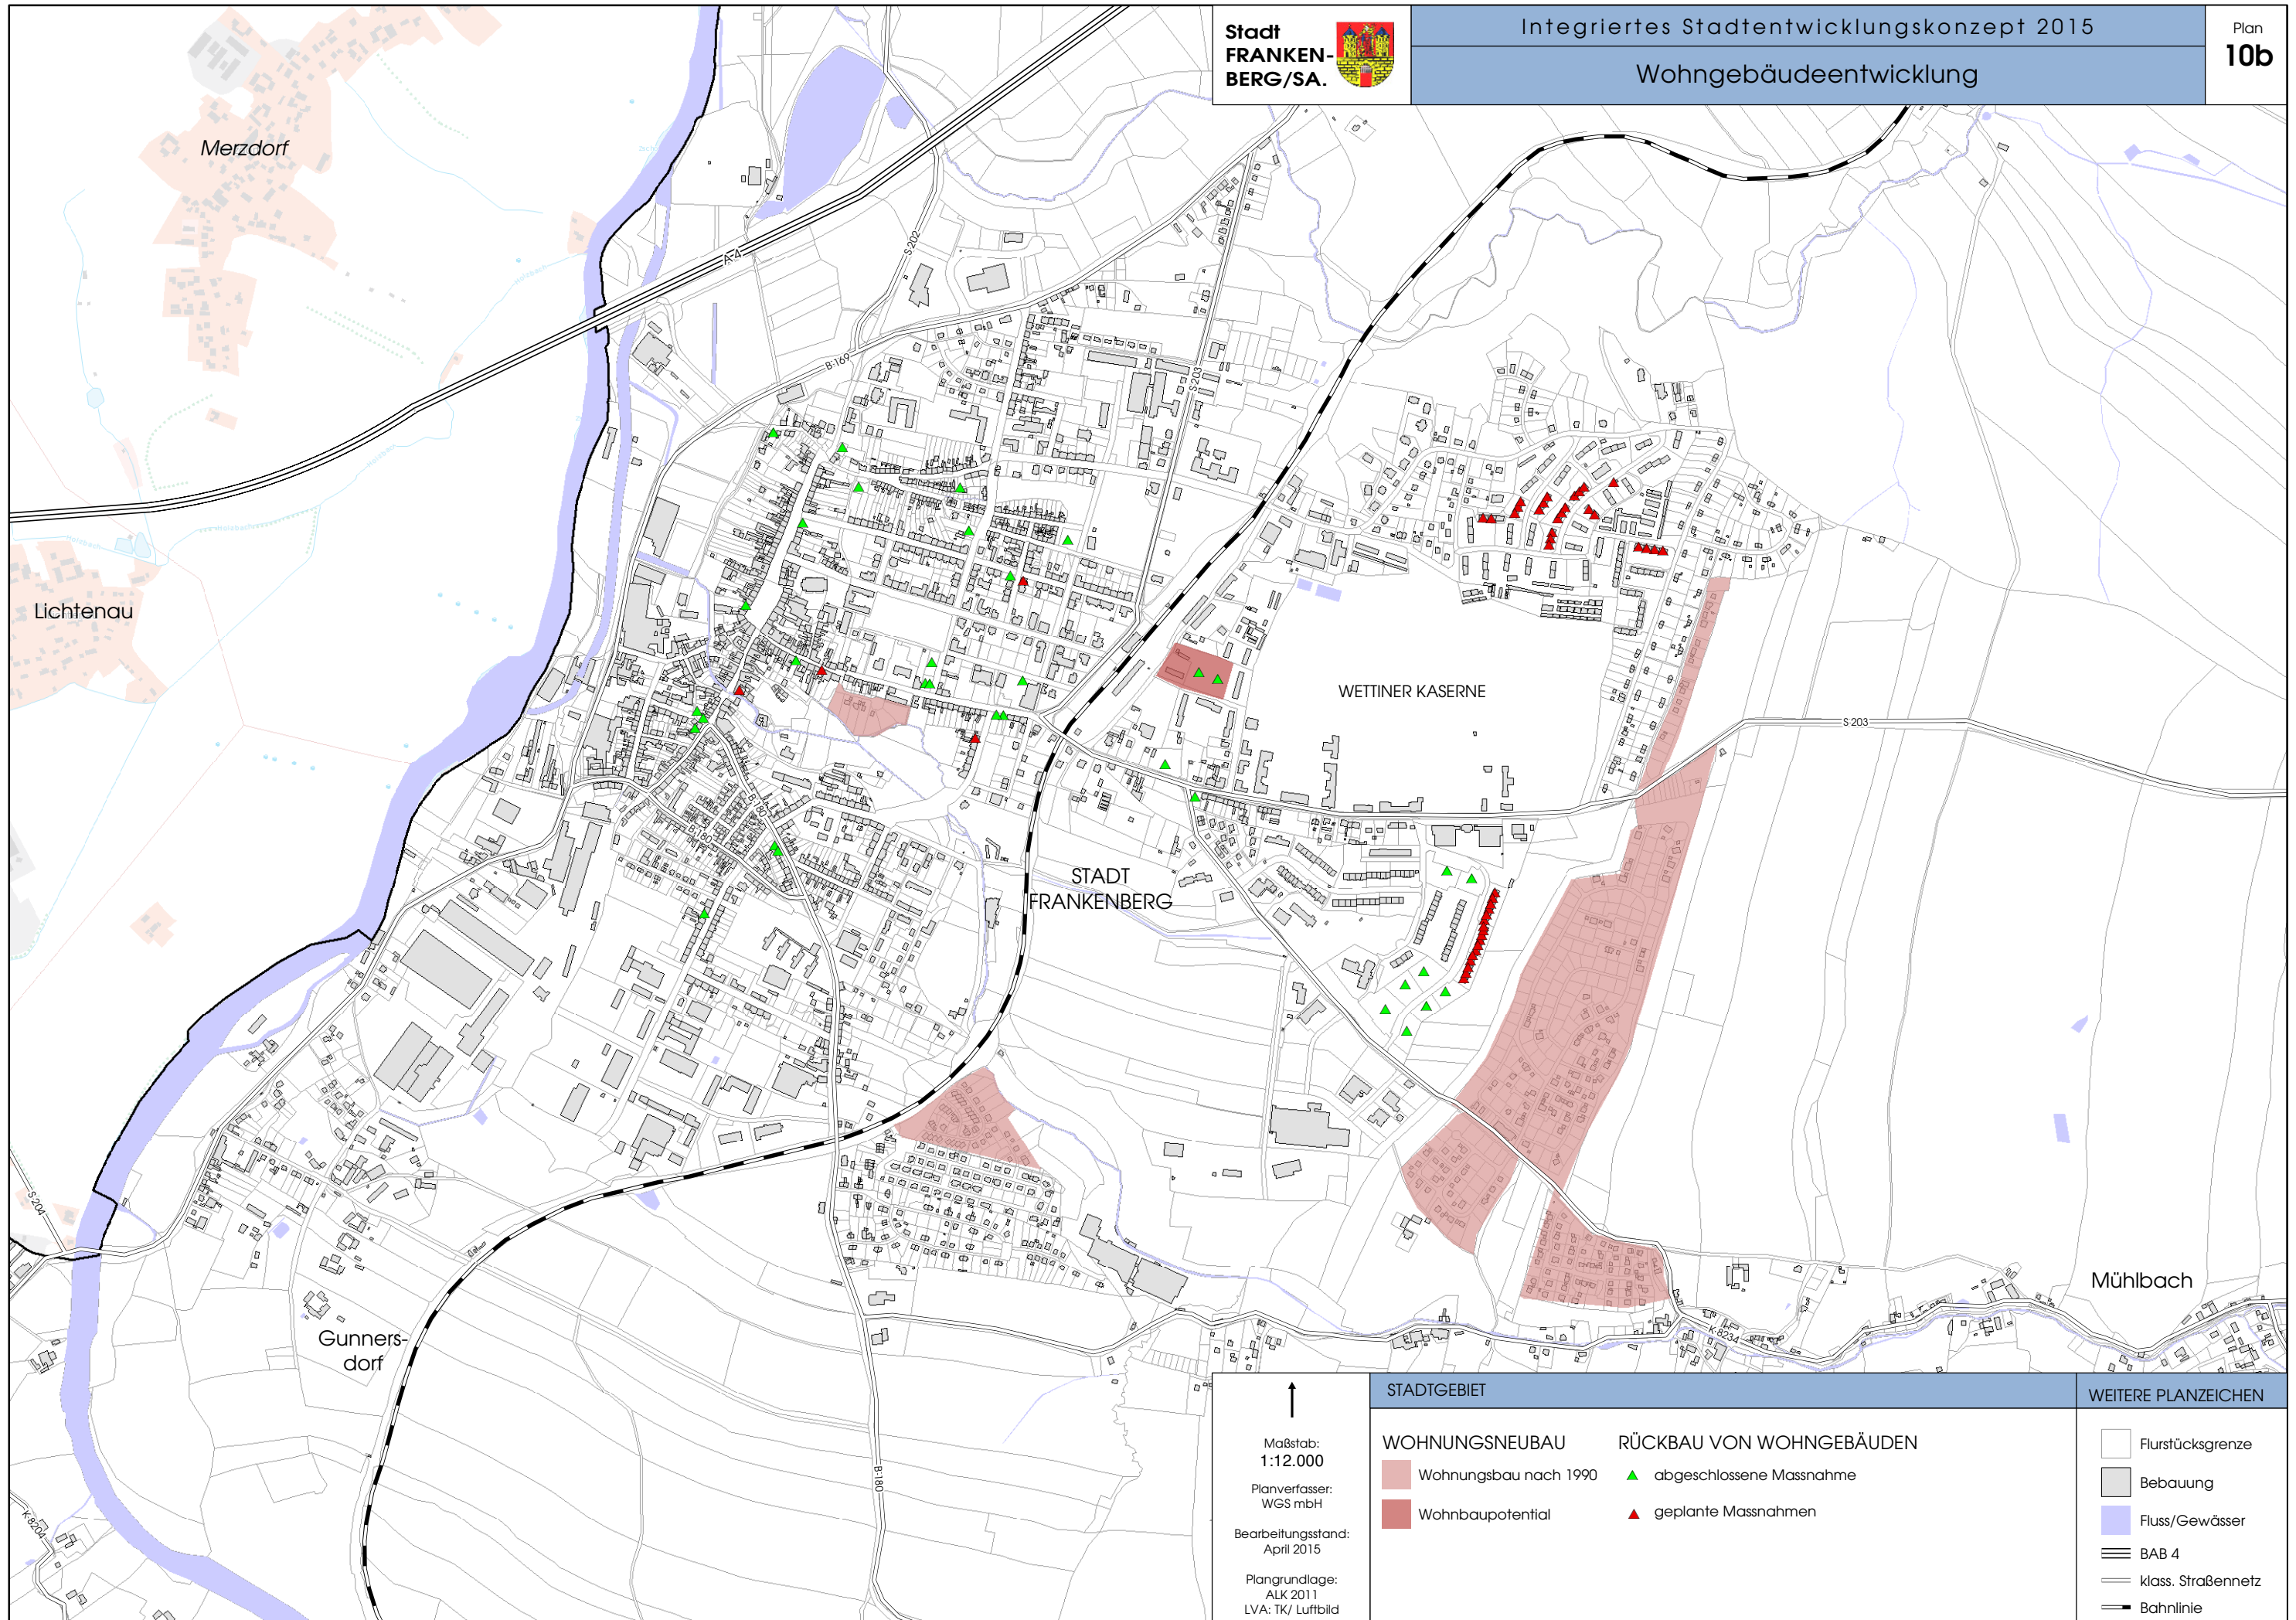 Stadt
FRANKEN-
BERG/SA.
Integriertes Stadtentwicklungskonzept 2015
Wohngebäudeentwicklung
Plan
10b
Merzdorf
A 4
S 202
B 169
S 203
Lichtenau
WETTINER KASERNE
S 203
B 180
B 180
STADT
FRANKENBERG
S 204
Gunners-
dorf
Mühlbach
K 8234
B 180
K 8204
Maßstab:
1:12.000
Planverfasser:
WGS mbH
Bearbeitungsstand:
April 2015
Plangrundlage:
ALK 2011
LVA: TK/ Luftbild
STADTGEBIET
WOHNUNGSNEUBAU
Wohnungsbau nach 1990
Wohnbaupotential
RÜCKBAU VON WOHNGEBÄUDEN
abgeschlossene Massnahme
geplante Massnahmen
WEITERE PLANZEICHEN
Flurstücksgrenze
Bebauung
Fluss/Gewässer
BAB 4
klass. Straßennetz
Bahnlinie